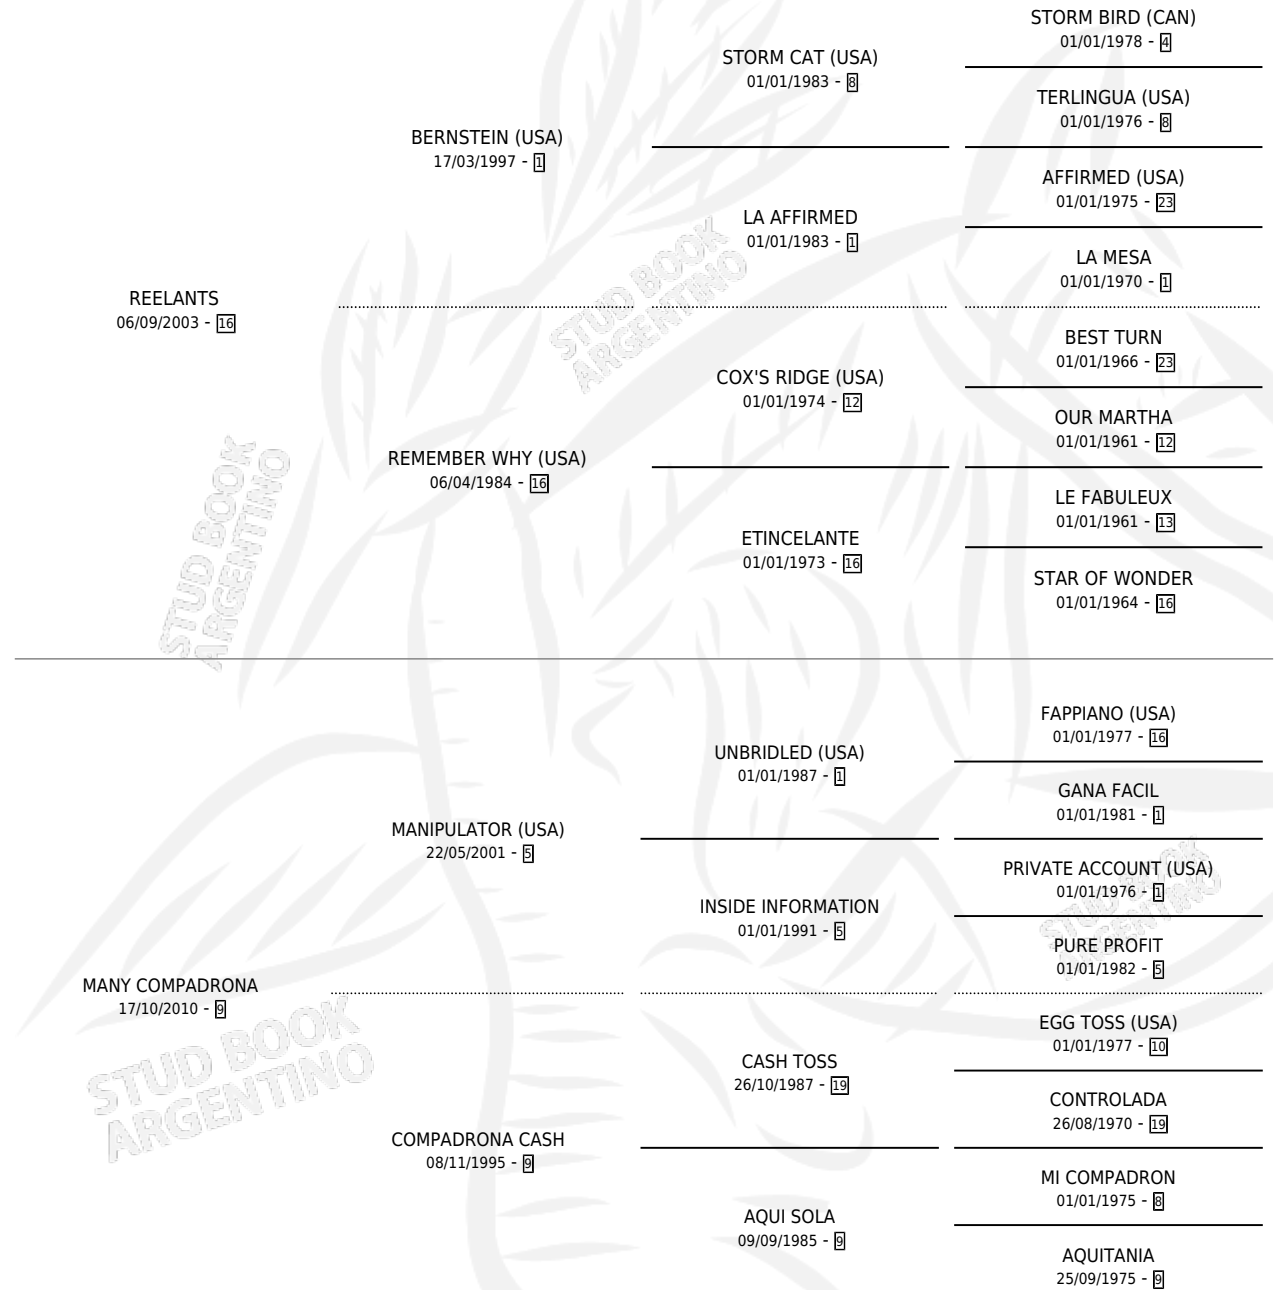 STORM BIRD (CAN)
01/01/1978 - 4
STORM CAT (USA)
01/01/1983 - 8
TERLINGUA (USA)
01/01/1976 - 8
BERNSTEIN (USA)
17/03/1997 - 1
AFFIRMED (USA)
01/01/1975 - 23
LA AFFIRMED
01/01/1983 - 1
LA MESA
01/01/1970 - 1
REELANTS
06/09/2003 - 16
BEST TURN
01/01/1966 - 23
COX'S RIDGE (USA)
01/01/1974 - 12
OUR MARTHA
01/01/1961 - 12
REMEMBER WHY (USA)
06/04/1984 - 16
LE FABULEUX
01/01/1961 - 13
ETINCELANTE
01/01/1973 - 16
STAR OF WONDER
01/01/1964 - 16
STUD BOOK
ARGENTINO
STUD BOOK
ARGENTINO
FAPPIANO (USA)
01/01/1977 - 16
UNBRIDLED (USA)
01/01/1987 - 1
GANA FACIL
01/01/1981 - 1
MANIPULATOR (USA)
22/05/2001 - 5
PRIVATE ACCOUNT (USA)
01/01/1976 - 1
INSIDE INFORMATION
01/01/1991 - 5
PURE PROFIT
01/01/1982 - 5
MANY COMPADRONA
17/10/2010 - 9
EGG TOSS (USA)
01/01/1977 - 10
CASH TOSS
26/10/1987 - 19
CONTROLADA
26/08/1970 - 19
COMPADRONA CASH
08/11/1995 - 9
MI COMPADRON
01/01/1975 - 8
AQUI SOLA
09/09/1985 - 9
AQUITANIA
25/09/1975 - 9
STUD BOOK
ARGENTINO
STUD BOOK
ARGENTINO